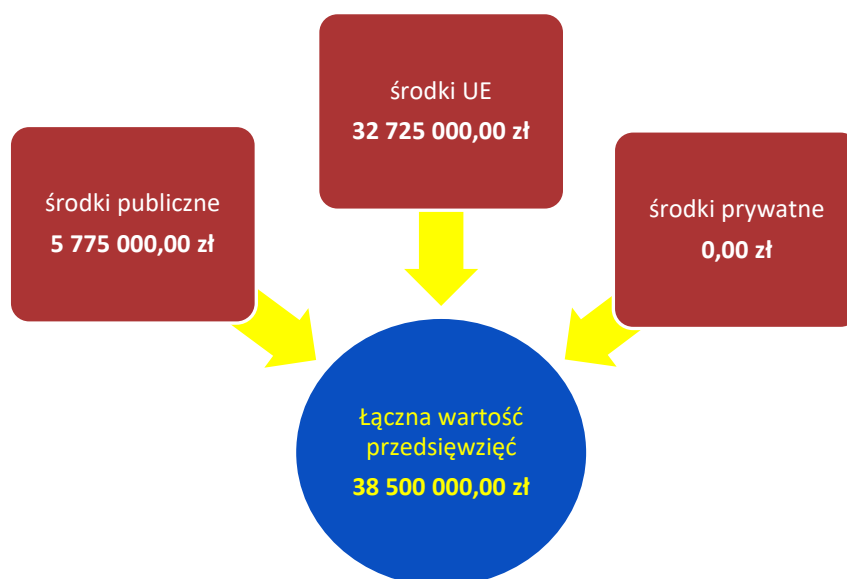 środki UE
32 725 000,00 zł
środki publiczne
5 775 000,00 zł
środki prywatne
0,00 zł
Łączna wartość
przedsięwzięć
38 500 000,00 zł